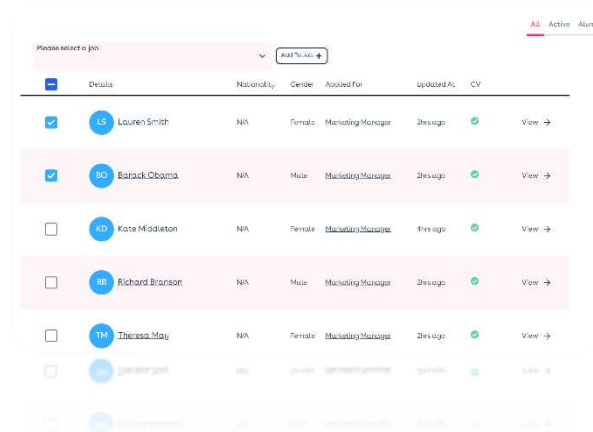 All Active Alum
Please select a job
Add To Job +
Details Nationality Gender Applied For Updated At CV
LS Lauren Smith N/A Female Marketing Manager 2hrs ago View →
BO Barack Obama N/A Male Marketing Manager 2hrs ago View →
KD Kate Middleton N/A Female Marketing Manager 4hrs ago View →
RB Richard Branson N/A Male Marketing Manager 2hrs ago View →
TM Theresa May N/A Female Marketing Manager 2hrs ago View →